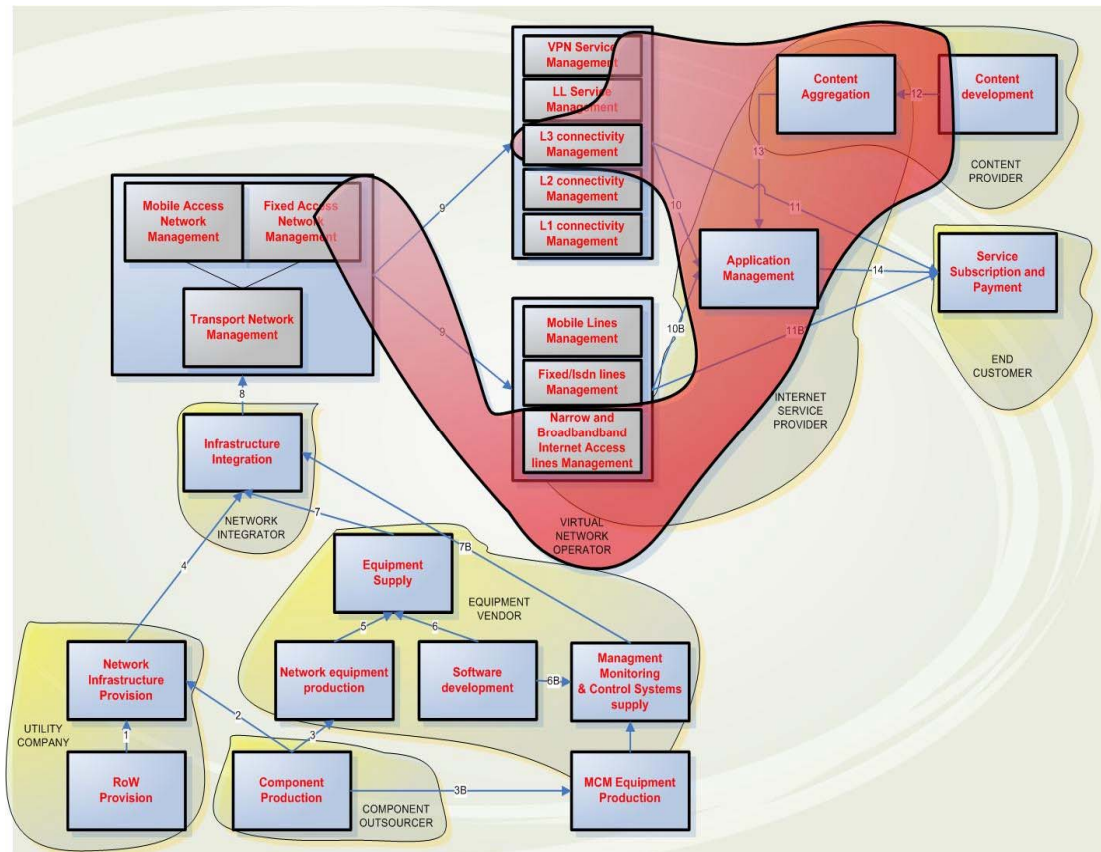 VPN Service
Management
LL Service
Management
L3 connectivity
Management
L2 connectivity
Management
L1 connectivity
Management
Content
Aggregation
12
Content
development
13
CONTENT
PROVIDER
Mobile Access
Network
Management
Fixed Access
Network
Management
9
10
11
Application
Management
14
Service
Subscription and
Payment
Transport Network
Management
9
Mobile Lines
Management
10B
11B
Fixed/Isdn lines
Management
END
CUSTOMER
8
INTERNET
SERVICE
PROVIDER
Narrow and
Broadbandband
Internet Access
lines Management
Infrastructure
Integration
NETWORK
INTEGRATOR
7
VIRTUAL
NETWORK
OPERATOR
7B
4
Equipment
Supply
EQUIPMENT
VENDOR
5
6
Network
Infrastructure
Provision
Network equipment
production
Software
development
6B
Managment
Monitoring
& Control Systems
supply
UTILITY
COMPANY
1
2
3
RoW
Provision
Component
Production
3B
MCM Equipment
Production
COMPONENT
OUTSOURCER